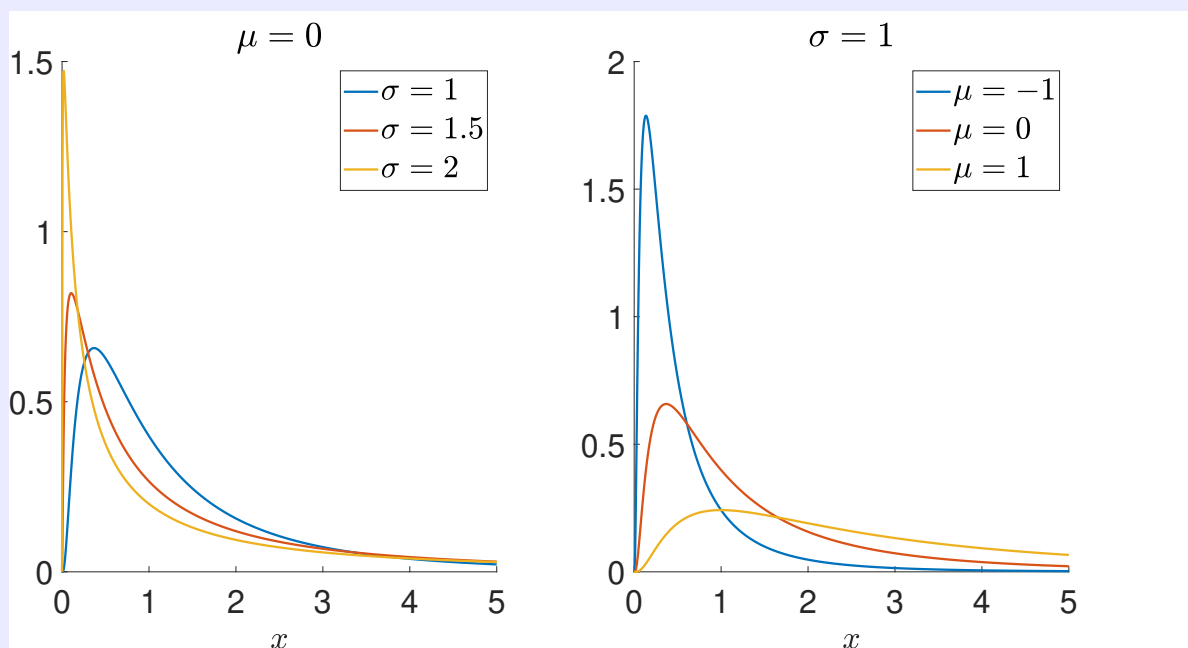 μ = 0
1.5
1
0.5
0
0 1 2 3 4 5
x
σ = 1
σ = 1.5
σ = 2
σ = 1
2
1.5
1
0.5
0
0 1 2 3 4 5
x
μ = −1
μ = 0
μ = 1